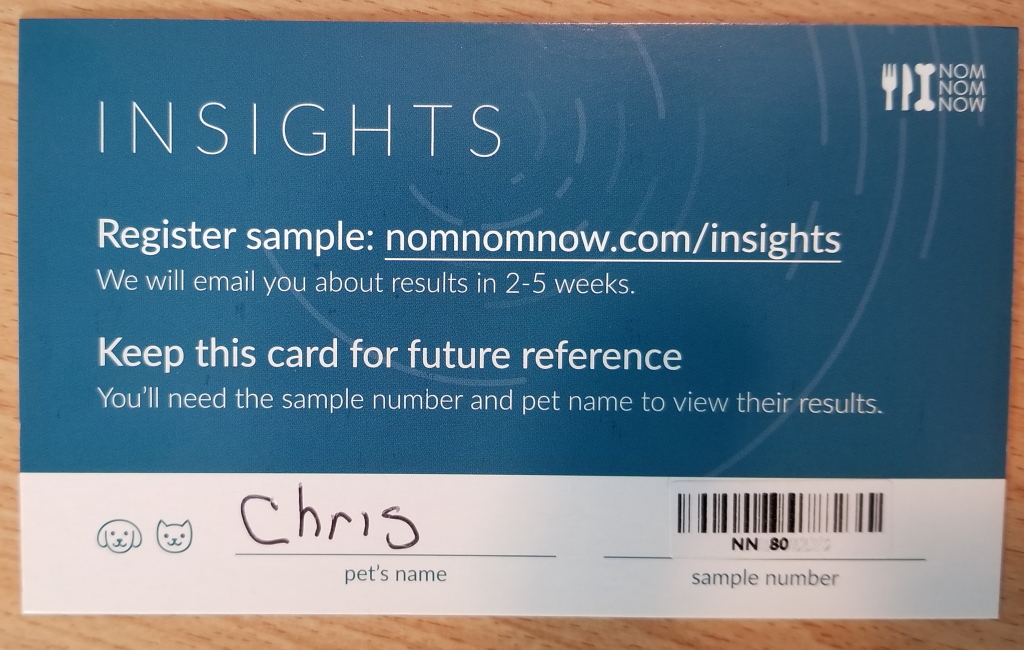 NOM
NOM
NOW
INSIGHTS
Register sample: nomnomnow.com/insights
We will email you about results in 2-5 weeks.
Keep this card for future reference
You'll need the sample number and pet name to view their results.
Chris
NN 80
pet's name
sample number